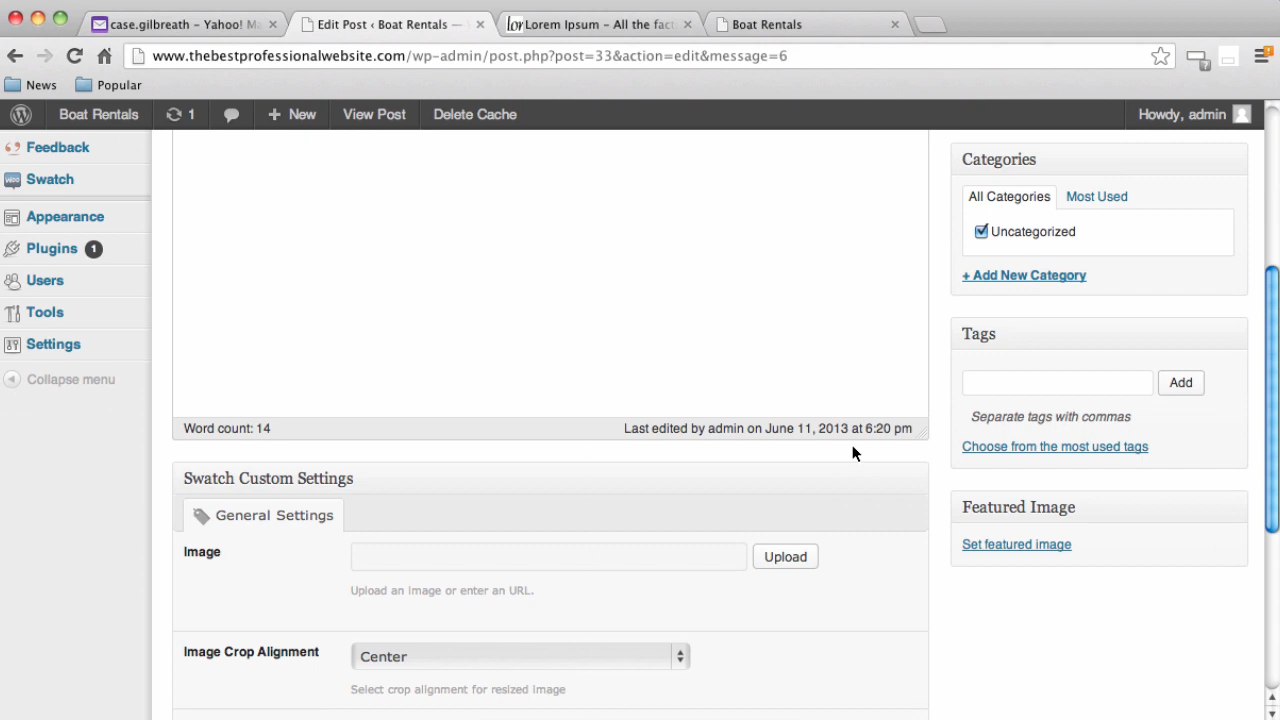 case.gilbreath – Yahoo! Ma
Edit Post ‹ Boat Rentals —
Lorem Ipsum – All the fact
Boat Rentals
www.thebestprofessionalwebsite.com/wp-admin/post.php?post=33&action=edit&message=6
News
Popular
Boat Rentals
1
+ New
View Post
Delete Cache
Howdy, admin
Feedback
Swatch
Appearance
Plugins 1
Users
Tools
Settings
Collapse menu
Word count: 14
Last edited by admin on June 11, 2013 at 6:20 pm
Swatch Custom Settings
General Settings
Image
Upload
Upload an image or enter an URL.
Image Crop Alignment
Center
Select crop alignment for resized image
Categories
All Categories
Most Used
Uncategorized
+ Add New Category
Tags
Add
Separate tags with commas
Choose from the most used tags
Featured Image
Set featured image